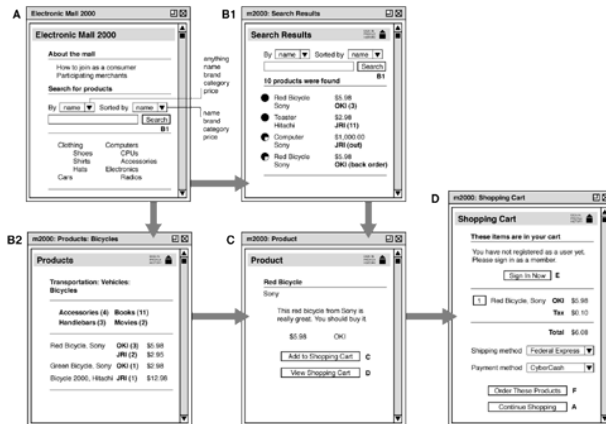 A
Electronic Mall 2000
Electronic Mall 2000
About the mall
How to join as a consumer
Participating merchants
Search for products
By name Sorted by name
Search
B1
Clothing
Shoes
Shirts
Hats
Cars
Computers
CPUs
Accessories
Electronics
Radios
anything
name
brand
category
price
name
brand
category
price
B1
m2000: Search Results
Search Results
By name Sorted by name
Search
B1
10 products were found
Red Bicycle $5.98
Sony OKI (3)
Toaster $2.98
Hitachi JRI (11)
Computer $1,000.00
Sony JRI (out)
Red Bicycle $5.98
Sony OKI (back order)
B2
m2000: Products: Bicycles
Products
Transportation: Vehicles:
Bicycles
Accessories (4) Books (11)
Handlebars (3) Movies (2)
Red Bicycle, Sony OKI (3) $5.98
JRI (2) $2.95
Green Bicycle, Sony OKI (1) $2.98
Bicycle 2000, Hitachi JRI (1) $12.98
C
m2000: Product
Product
Red Bicycle
Sony
This red bicycle from Sony is
really great. You should buy it.
$5.98 OKI
Add to Shopping Cart C
View Shopping Cart D
D
m2000: Shopping Cart
Shopping Cart
These items are in your cart
You have not registered as a user yet.
Please sign in as a member.
Sign In Now E
1 Red Bicycle, Sony OKI $5.98
Tax $0.10
Total $6.08
Shipping method Federal Express
Payment method CyberCash
Order These Products F
Continue Shopping A